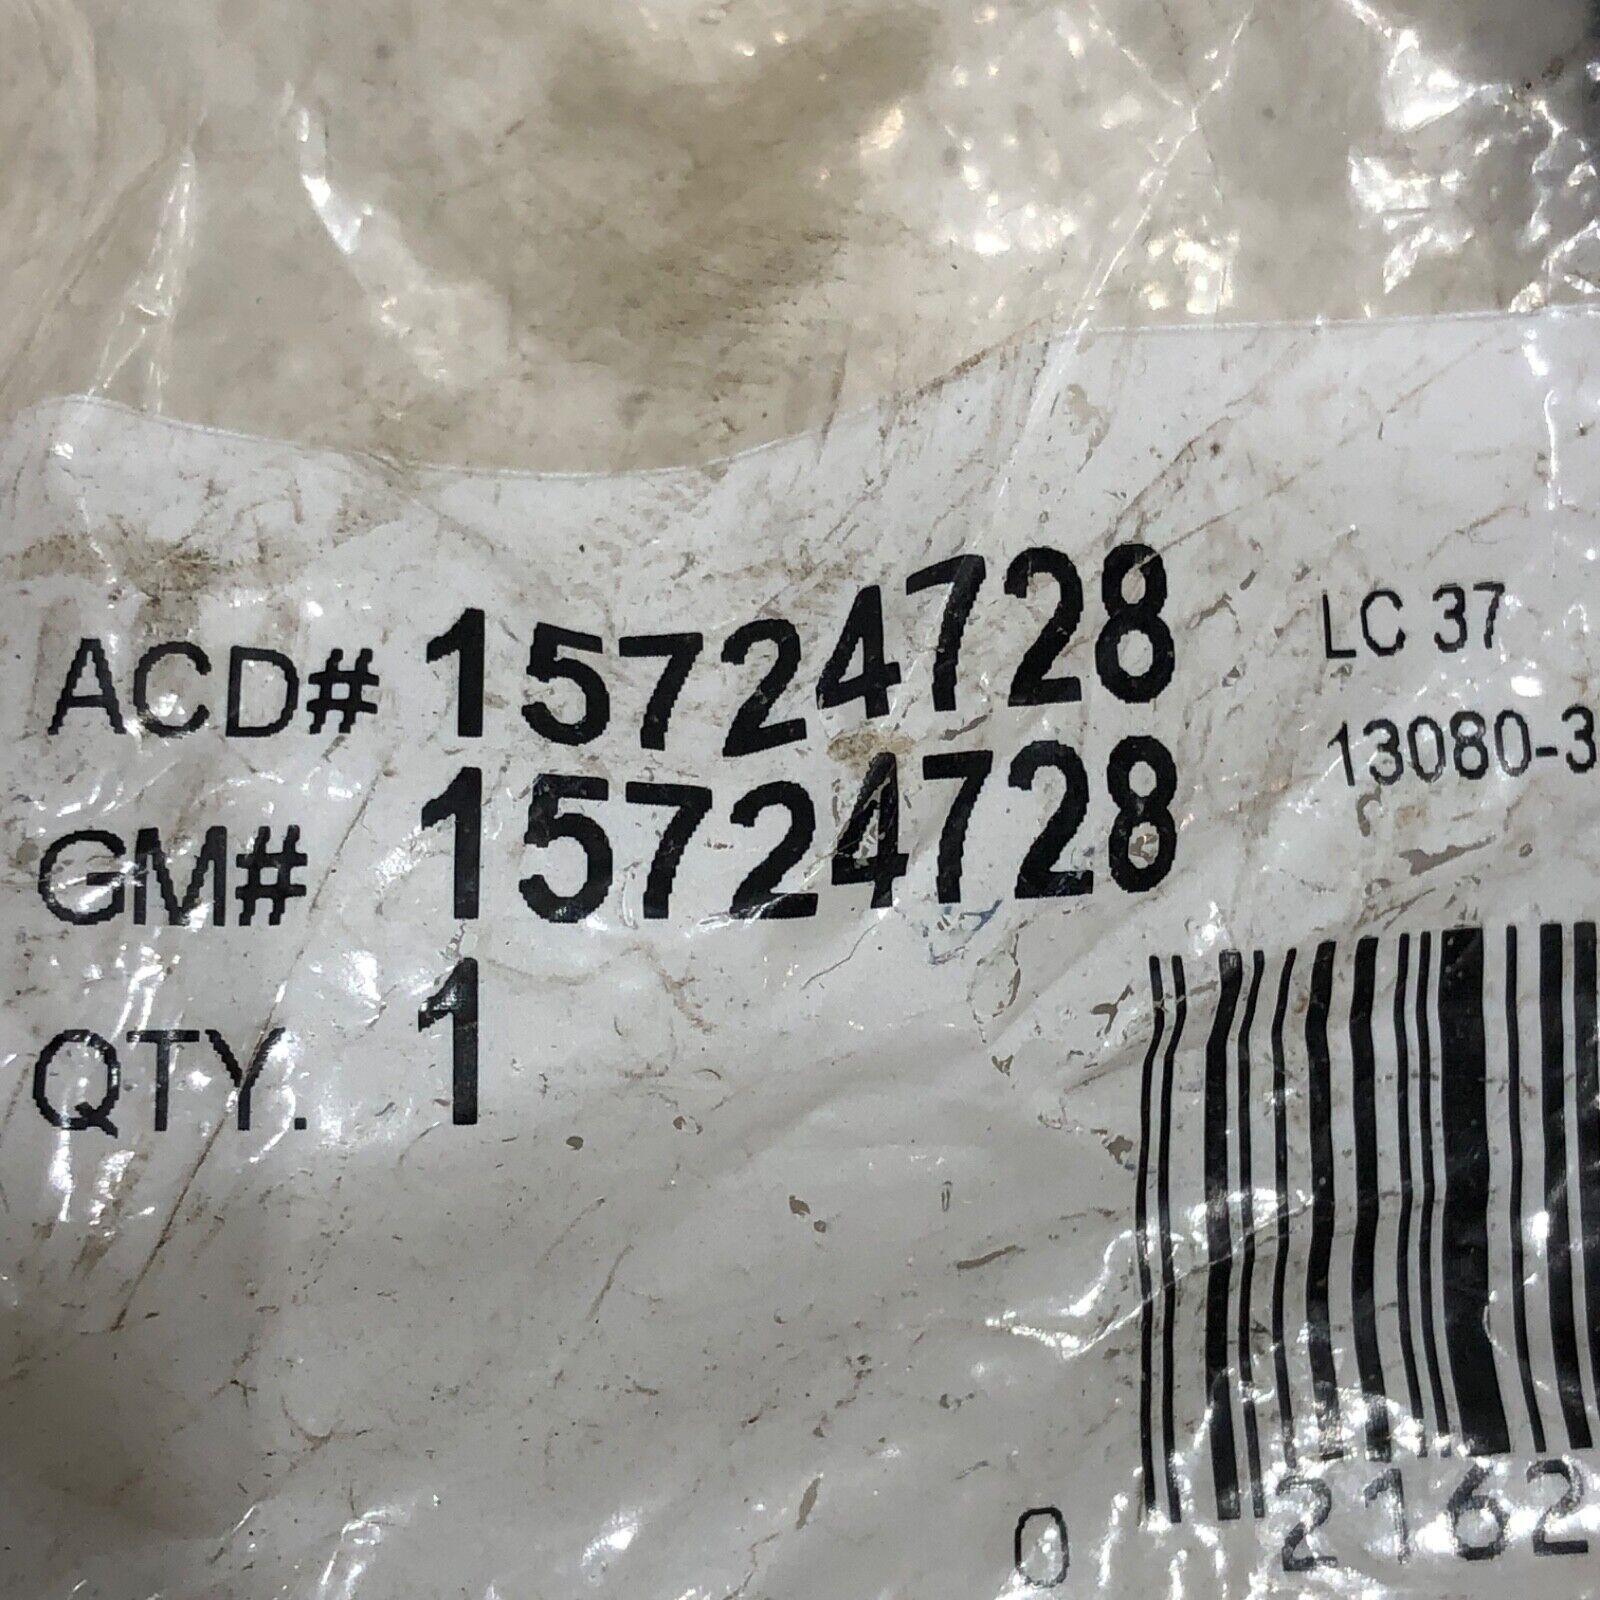 ACD# 15724728
LC 37
GM# 15724728
13080-3
QTY. 1
0 2162